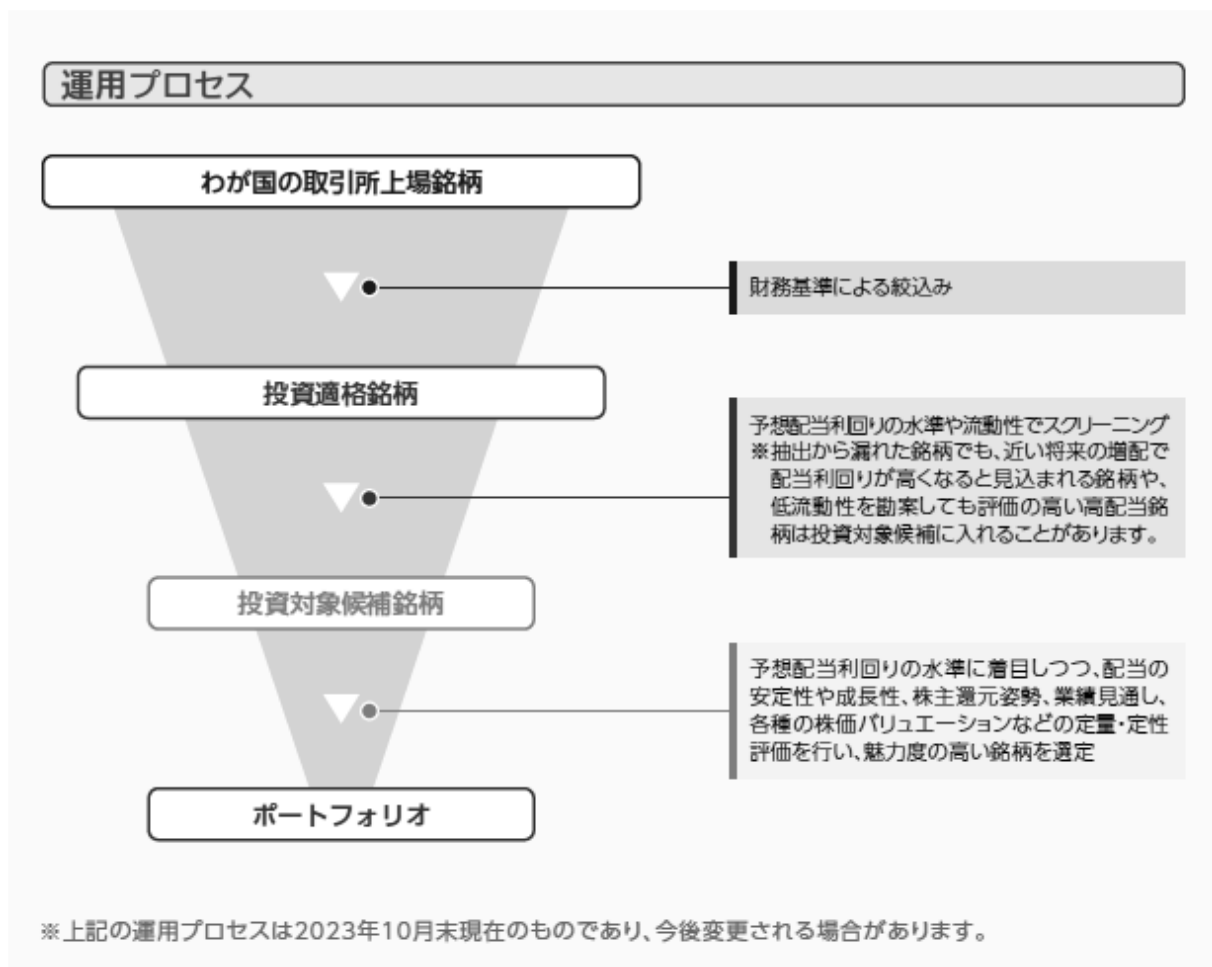 運用プロセス
わが国の取引所上場銘柄
財務基準による絞込み
投資適格銘柄
予想配当利回りの水準や流動性でスクリーニング
※抽出から漏れた銘柄でも、近い将来の増配で
配当利回りが高くなると見込まれる銘柄や、
低流動性を勘案しても評価の高い高配当銘
柄は投資対象候補に入れることがあります。
投資対象候補銘柄
予想配当利回りの水準に着目しつつ、配当の
安定性や成長性、株主還元姿勢、業績見通し、
各種の株価バリュエーションなどの定量・定性
評価を行い、魅力度の高い銘柄を選定
ポートフォリオ
※上記の運用プロセスは2023年10月末現在のものであり、今後変更される場合があります。